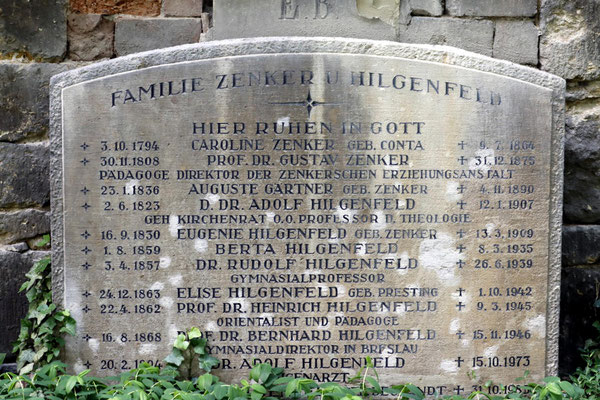 E. B.
FAMILIE ZENKER U HILGENFELD
HIER RUHEN IN GOTT
3. 10. 1794 CAROLINE ZENKER GEB. CONTA 9. 7. 1864
30. 11. 1808 PROF. DR. GUSTAV ZENKER 31. 12. 1875
PÄDAGOGE DIREKTOR DER ZENKERSCHEN ERZIEHUNGSANSTALT
23. 1. 1836 AUGUSTE GÄRTNER GEB. ZENKER 4. 11. 1890
2. 6. 1823 D. DR. ADOLF HILGENFELD 12. 1. 1907
GEH KIRCHENRAT O. O. PROFESSOR D. THEOLOGIE
16. 9. 1830 EUGENIE HILGENFELD GEB. ZENKER 13. 3. 1909
1. 8. 1859 BERTA HILGENFELD 8. 3. 1935
3. 4. 1857 DR. RUDOLF HILGENFELD 26. 6. 1939
GYMNASIALPROFESSOR
24. 12. 1863 ELISE HILGENFELD GEB. PRESTING 1. 10. 1942
22. 4. 1862 PROF. DR. HEINRICH HILGENFELD 9. 3. 1945
ORIENTALIST UND PÄDAGOGE
16. 8. 1868 DR. BERNHARD HILGENFELD 15. 11. 1946
GYMNASIALDIREKTOR IN BRESLAU
20. 2. DR. ADOLF HILGENFELD 15. 10. 1973